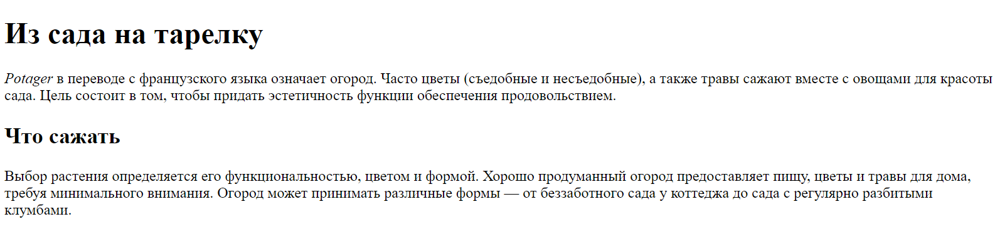 Из сада на тарелку
Potager в переводе с французского языка означает огород. Часто цветы (съедобные и несъедобные), а также травы сажают вместе с овощами для красоты
сада. Цель состоит в том, чтобы придать эстетичность функции обеспечения продовольствием.
Что сажать
Выбор растения определяется его функциональностью, цветом и формой. Хорошо продуманный огород предоставляет пищу, цветы и травы для дома,
требуя минимального внимания. Огород может принимать различные формы — от беззаботного сада у коттеджа до сада с регулярно разбитыми
клумбами.